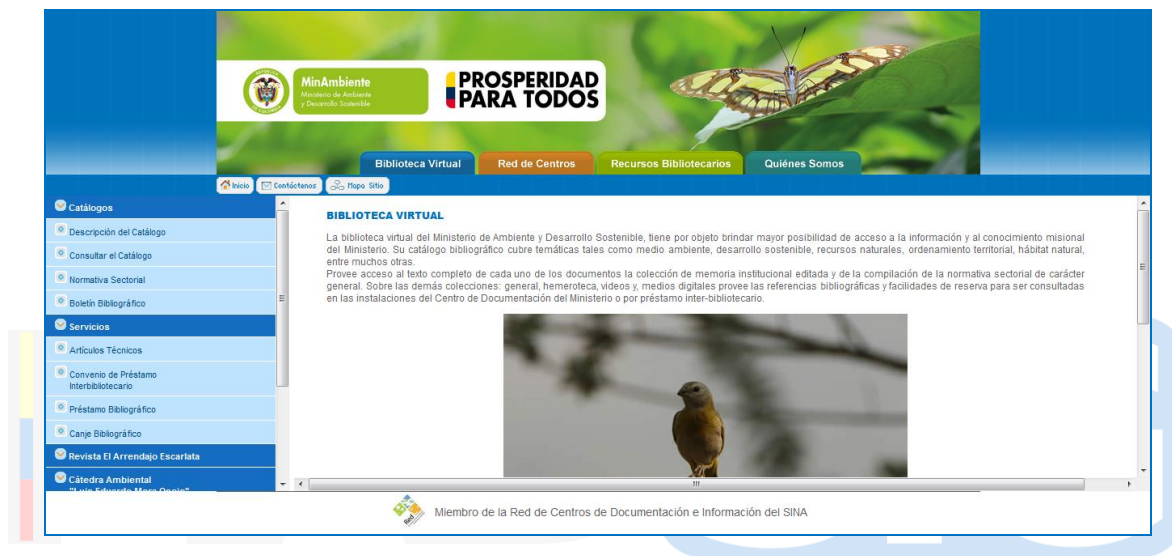 MinAmbiente
Ministerio de Ambiente
y Desarrollo Sostenible
PROSPERIDAD
PARA TODOS
Biblioteca Virtual
Red de Centros
Recursos Bibliotecarios
Quiénes Somos
Inicio
Contáctenos
Mapa Sitio
Catálogos
Descripción del Catálogo
Consultar el Catálogo
Normativa Sectorial
Boletín Bibliográfico
Servicios
Artículos Técnicos
Convenio de Préstamo
Interbibliotecario
Préstamo Bibliográfico
Canje Bibliográfico
Revista El Arrendajo Escarlata
Cátedra Ambiental
BIBLIOTECA VIRTUAL
La biblioteca virtual del Ministerio de Ambiente y Desarrollo Sostenible, tiene por objeto brindar mayor posibilidad de acceso a la información y al conocimiento misional
del Ministerio. Su catálogo bibliográfico cubre temáticas tales como medio ambiente, desarrollo sostenible, recursos naturales, ordenamiento territorial, hábitat natural,
entre muchos otras.
Provee acceso al texto completo de cada uno de los documentos la colección de memoria institucional editada y de la compilación de la normativa sectorial de carácter
general. Sobre las demás colecciones: general, hemeroteca, videos y, medios digitales provee las referencias bibliográficas y facilidades de reserva para ser consultadas
en las instalaciones del Centro de Documentación del Ministerio o por préstamo inter-bibliotecario.
Red
Miembro de la Red de Centros de Documentación e Información del SINA